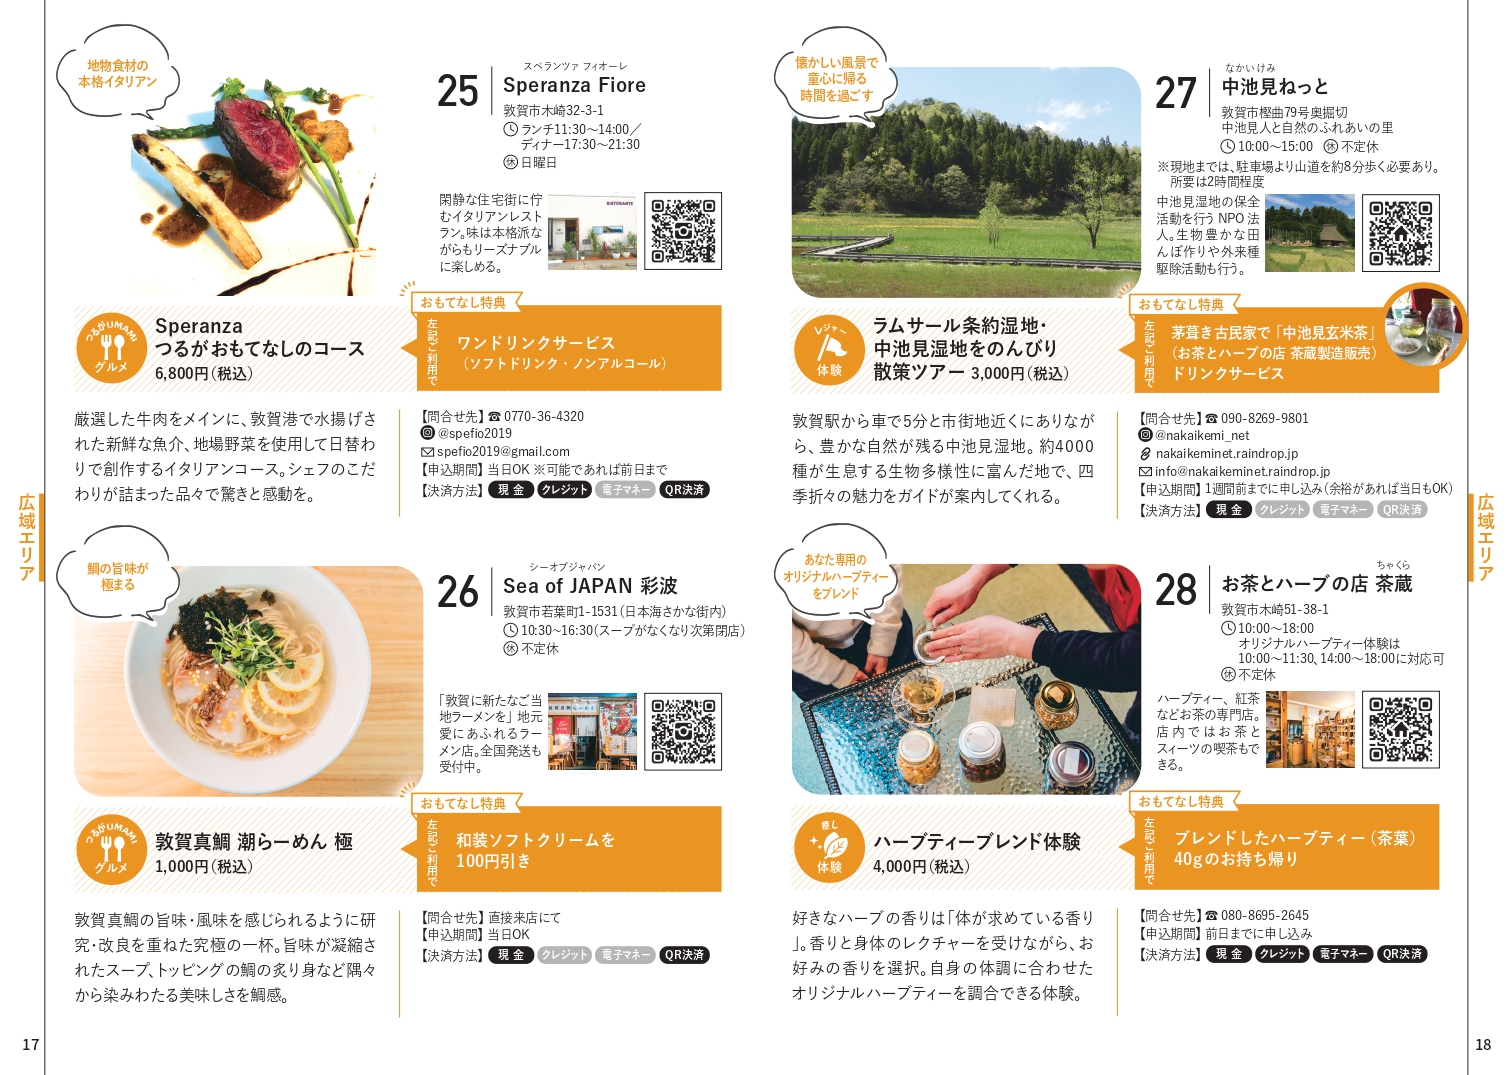 地物食材の
本格イタリアン
25
スペランツァ フィオーレ
Speranza Fiore
敦賀市木崎32-3-1
ランチ11:30〜14:00／
ディナー17:30〜21:30
休 日曜日
閑静な住宅街に佇
むイタリアンレスト
ラン。味は本格派な
がらもリーズナブル
に楽しめる。
RISTORANTE
つるがUMAMI
グルメ
Speranza
つるがおもてなしのコース
6,800円（税込）
おもてなし特典
左記ご利用で
ワンドリンクサービス
（ソフトドリンク・ノンアルコール）
厳選した牛肉をメインに、敦賀港で水揚げさ
れた新鮮な魚介、地場野菜を使用して日替わ
りで創作するイタリアンコース。シェフのこだ
わりが詰まった品々で驚きと感動を。
【問合せ先】☎0770-36-4320
@spefio2019
spefio2019@gmail.com
【申込期間】当日OK ※可能であれば前日まで
【決済方法】現金 クレジット 電子マネー QR決済
広域エリア
鯛の旨味が
極まる
26
シーオブジャパン
Sea of JAPAN 彩波
敦賀市若葉町1-1531（日本海さかな街内）
10:30〜16:30（スープがなくなり次第閉店）
休 不定休
「敦賀に新たなご当
地ラーメンを」地元
愛にあふれるラー
メン店。全国発送も
受付中。
つるがUMAMI
グルメ
敦賀真鯛 潮らーめん 極
1,000円（税込）
おもてなし特典
左記ご利用で
和装ソフトクリームを
100円引き
敦賀真鯛の旨味・風味を感じられるように研
究・改良を重ねた究極の一杯。旨味が凝縮さ
れたスープ、トッピングの鯛の炙り身など隅々
から染みわたる美味しさを鯛感。
【問合せ先】直接来店にて
【申込期間】当日OK
【決済方法】現金 クレジット 電子マネー QR決済
17
懐かしい風景で
童心に帰る
時間を過ごす
27
なかいけみ
中池見ねっと
敦賀市樫曲79号奥掘切
中池見人と自然のふれあいの里
10:00〜15:00 休 不定休
※現地までは、駐車場より山道を約8分歩く必要あり。
所要は2時間程度
中池見湿地の保全
活動を行う NPO 法
人。生物豊かな田
んぼ作りや外来種
駆除活動も行う。
レジャー
体験
ラムサール条約湿地・
中池見湿地をのんびり
散策ツアー 3,000円（税込）
おもてなし特典
左記ご利用で
茅葺き古民家で「中池見玄米茶」
（お茶とハーブの店 茶蔵製造販売）
ドリンクサービス
敦賀駅から車で5分と市街地近くにありなが
ら、豊かな自然が残る中池見湿地。約4000
種が生息する生物多様性に富んだ地で、四
季折々の魅力をガイドが案内してくれる。
【問合せ先】☎090-8269-9801
@nakaikemi_net
nakaikeminet.raindrop.jp
info@nakaikeminet.raindrop.jp
【申込期間】1週間前までに申し込み（余裕があれば当日もOK）
【決済方法】現金 クレジット 電子マネー QR決済
広域エリア
あなた専用の
オリジナルハーブティー
をブレンド
28
ちゃくら
お茶とハーブの店 茶蔵
敦賀市木崎51-38-1
10:00〜18:00
オリジナルハーブティー体験は
10:00〜11:30、14:00〜18:00に対応可
休 不定休
ハーブティー、紅茶
などお茶の専門店。
店内ではお茶と
スィーツの喫茶もで
きる。
癒し
体験
ハーブティーブレンド体験
4,000円（税込）
おもてなし特典
左記ご利用で
ブレンドしたハーブティー（茶葉）
40gのお持ち帰り
好きなハーブの香りは「体が求めている香り
」。香りと身体のレクチャーを受けながら、お
好みの香りを選択。自身の体調に合わせた
オリジナルハーブティーを調合できる体験。
【問合せ先】☎080-8695-2645
【申込期間】前日までに申し込み
【決済方法】現金 クレジット 電子マネー QR決済
18